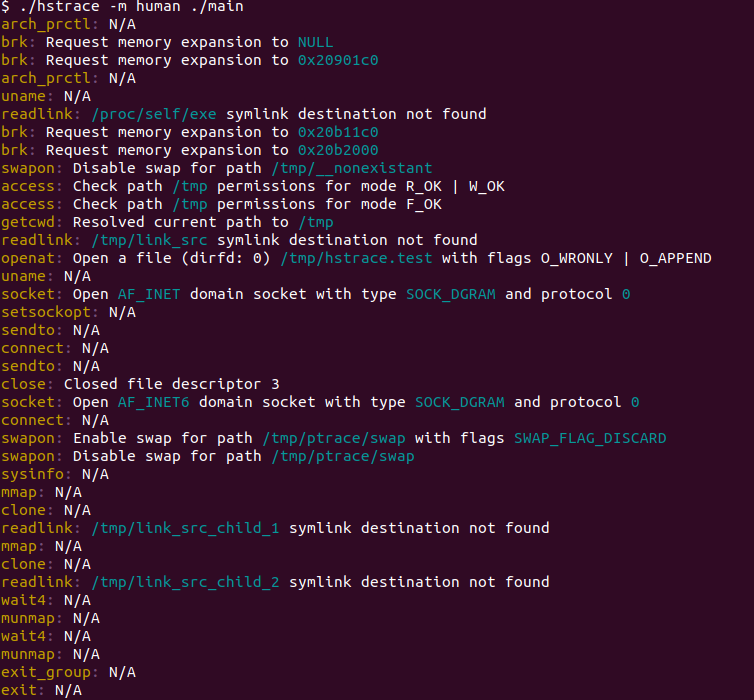 $ ./hstrace -m human ./main
arch_prctl: N/A
brk: Request memory expansion to NULL
brk: Request memory expansion to 0x20901c0
arch_prctl: N/A
uname: N/A
readlink: /proc/self/exe symlink destination not found
brk: Request memory expansion to 0x20b11c0
brk: Request memory expansion to 0x20b2000
swapon: Disable swap for path /tmp/__nonexistant
access: Check path /tmp permissions for mode R_OK | W_OK
access: Check path /tmp permissions for mode F_OK
getcwd: Resolved current path to /tmp
readlink: /tmp/link_src symlink destination not found
openat: Open a file (dirfd: 0) /tmp/hstrace.test with flags O_WRONLY | O_APPEND
uname: N/A
socket: Open AF_INET domain socket with type SOCK_DGRAM and protocol 0
setsockopt: N/A
sendto: N/A
connect: N/A
sendto: N/A
close: Closed file descriptor 3
socket: Open AF_INET6 domain socket with type SOCK_DGRAM and protocol 0
connect: N/A
swapon: Enable swap for path /tmp/ptrace/swap with flags SWAP_FLAG_DISCARD
swapon: Disable swap for path /tmp/ptrace/swap
sysinfo: N/A
mmap: N/A
clone: N/A
readlink: /tmp/link_src_child_1 symlink destination not found
mmap: N/A
clone: N/A
readlink: /tmp/link_src_child_2 symlink destination not found
wait4: N/A
munmap: N/A
wait4: N/A
munmap: N/A
exit_group: N/A
exit: N/A